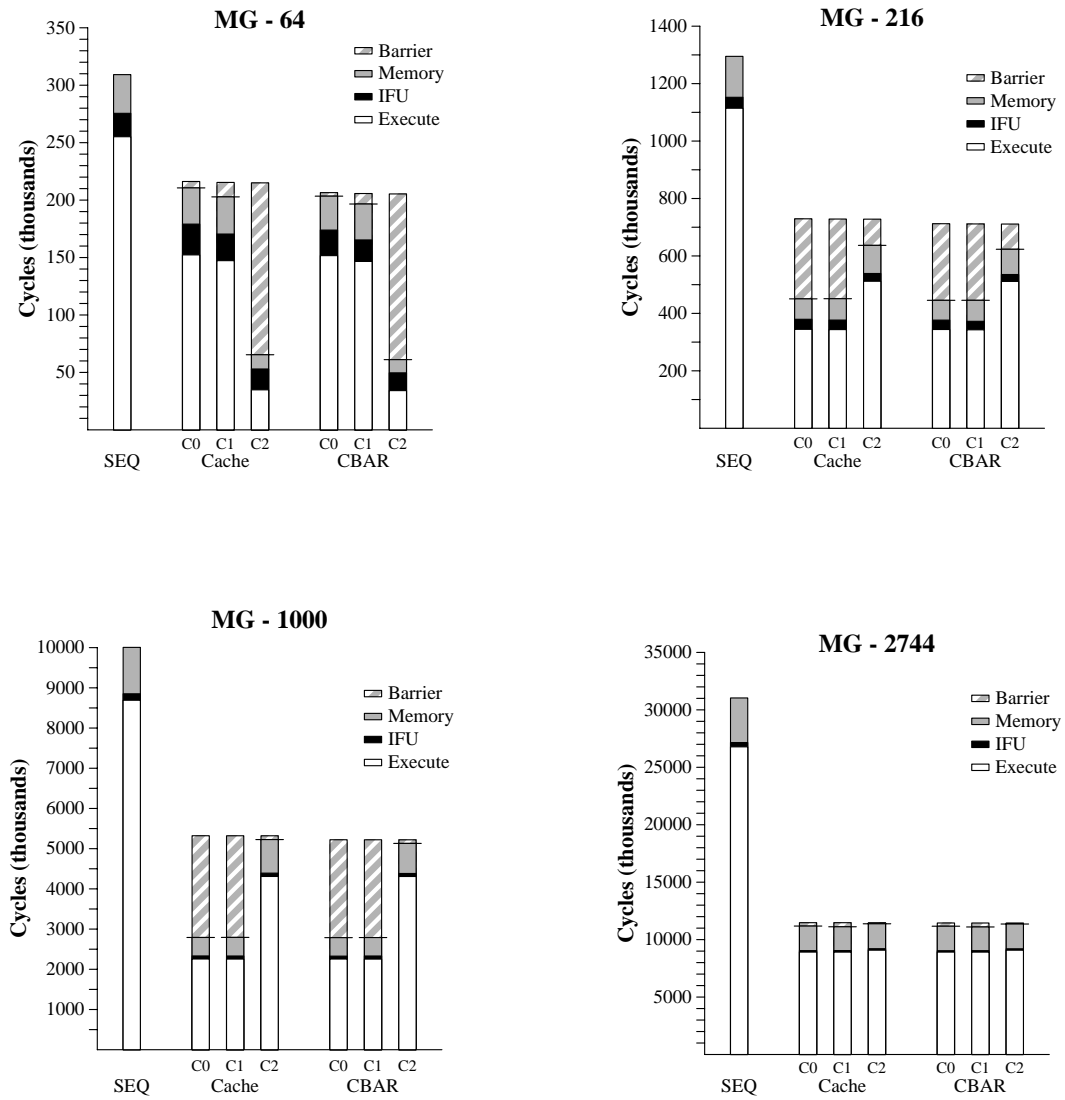 MG - 64
350
300
250
200
150
100
50
Cycles (thousands)
Barrier
Memory
IFU
Execute
C0 C1 C2 C0 C1 C2
SEQ Cache CBAR
MG - 216
1400
1200
1000
800
600
400
200
Cycles (thousands)
Barrier
Memory
IFU
Execute
C0 C1 C2 C0 C1 C2
SEQ Cache CBAR
MG - 1000
10000
9000
8000
7000
6000
5000
4000
3000
2000
1000
Cycles (thousands)
Barrier
Memory
IFU
Execute
C0 C1 C2 C0 C1 C2
SEQ Cache CBAR
MG - 2744
35000
30000
25000
20000
15000
10000
5000
Cycles (thousands)
Barrier
Memory
IFU
Execute
C0 C1 C2 C0 C1 C2
SEQ Cache CBAR